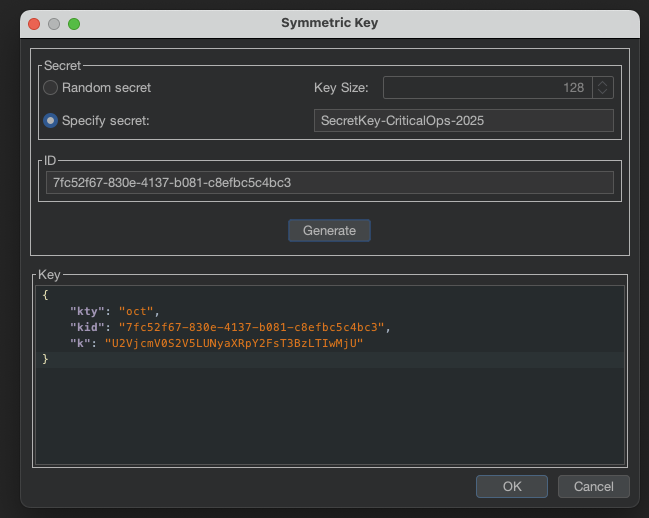 Symmetric Key
Secret
Random secret
Key Size:
128
Specify secret:
SecretKey-CriticalOps-2025
ID
7fc52f67-830e-4137-b081-c8efbc5c4bc3
Generate
Key
{
"kty": "oct",
"kid": "7fc52f67-830e-4137-b081-c8efbc5c4bc3",
"k": "U2VjcmV0S2V5LUNyaXRpY2FsT3BzLTIwMjU"
}
OK
Cancel